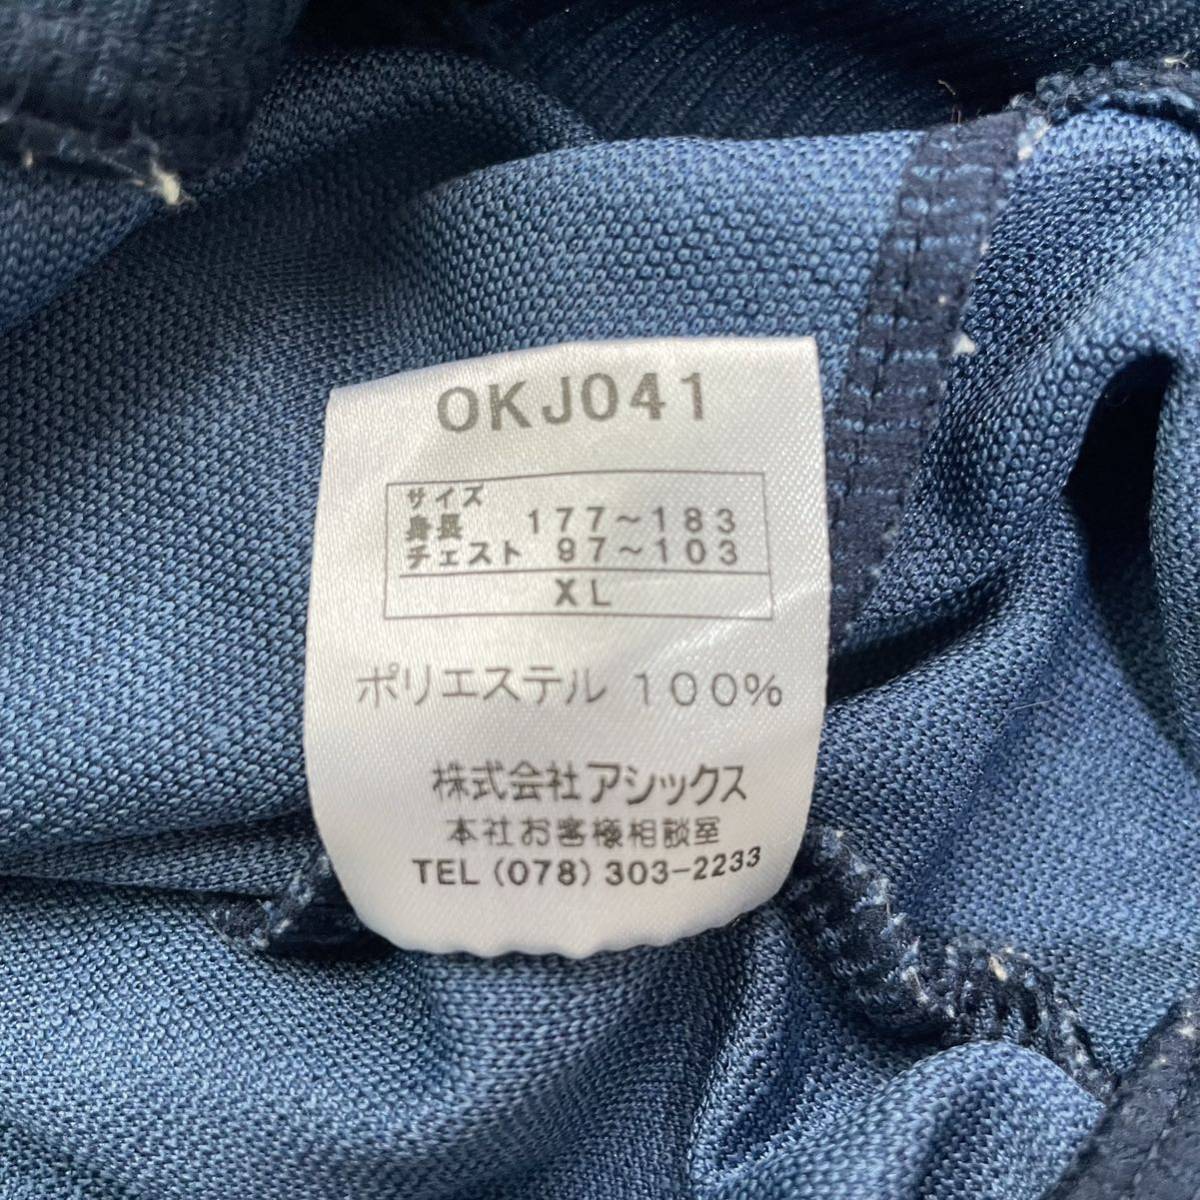 OKJ041
サイズ
身長 177～183
チェスト 97～103
XL
ポリエステル 100%
株式会社アシックス
本社お客様相談室
TEL (078) 303-2233